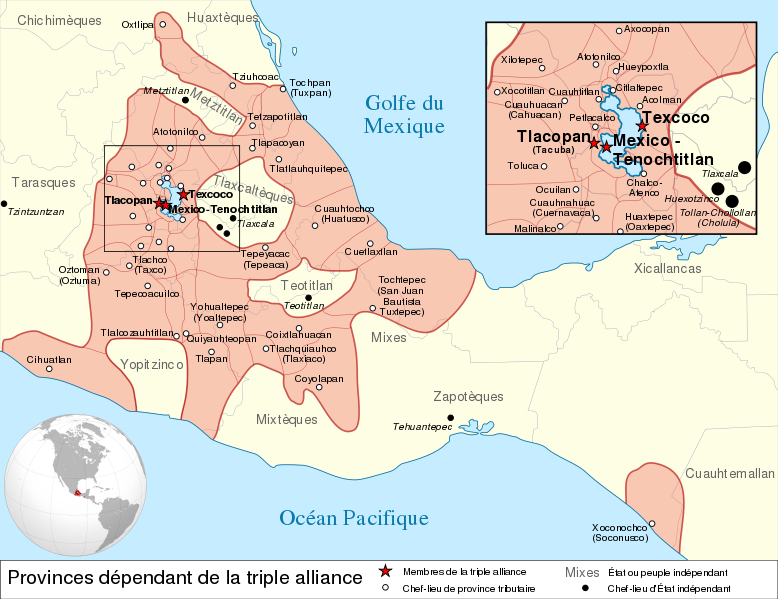 Chichimèques
Huaxtèques
Oxtlipa
Tziuhcoac
Metztitlan
Metztitlan
Tochpan
(Tuxpan)
Golfe du
Mexique
Atotonilco
Tetzapotitlan
Tlapacoyan
Tlatlauhquitepec
Tarasques
Tzintzuntzan
Tlaxcaltèques
Tlacopan
Texcoco
Mexico-Tenochtitlan
Tlaxcala
Cuauhtochco
(Huatusco)
Cuetlaxtlan
Tepeyacac
(Tepeaca)
Tlachco
(Taxco)
Oztoman
(Oztuma)
Tepecoacuilco
Teotitlan
Teotitlan
Tochtepec
(San Juan
Bautista
Tuxtepec)
Yohualtepec
(Yoaltepec)
Tlalcozauhtitlan
Quiyauhteopan
Coixtlahuacan
Tlachquiauhco
(Tlaxiaco)
Tlapan
Mixes
Cihuatlan
Yopitzinco
Coyolapan
Mixtèques
Zapotèques
Tehuantepec
Xicallancas
Cuauhtemallan
Xoconochco
(Soconusco)
Océan Pacifique
Axocopan
Xilotepec
Atotonilco
Hueypoxtla
Xocotitlan
Cuauhtitlan
Citlaltepec
Cuahuacan
(Cahuacan)
Acolman
Petlacalco
Texcoco
Tlacopan
(Tacuba)
Mexico -
Tenochtitlan
Toluca
Chalco-
Atenco
Tlaxcala
Ocuilan
Huexotzinco
Cuauhnahuac
(Cuernavaca)
Tollan-Chollollan
(Cholula)
Huaxtepec
(Oaxtepec)
Malinalco
Provinces dépendant de la triple alliance
Membres de la triple alliance
Chef-lieu de province tributaire
Mixes
État ou peuple indépendant
Chef-lieu d'État indépendant